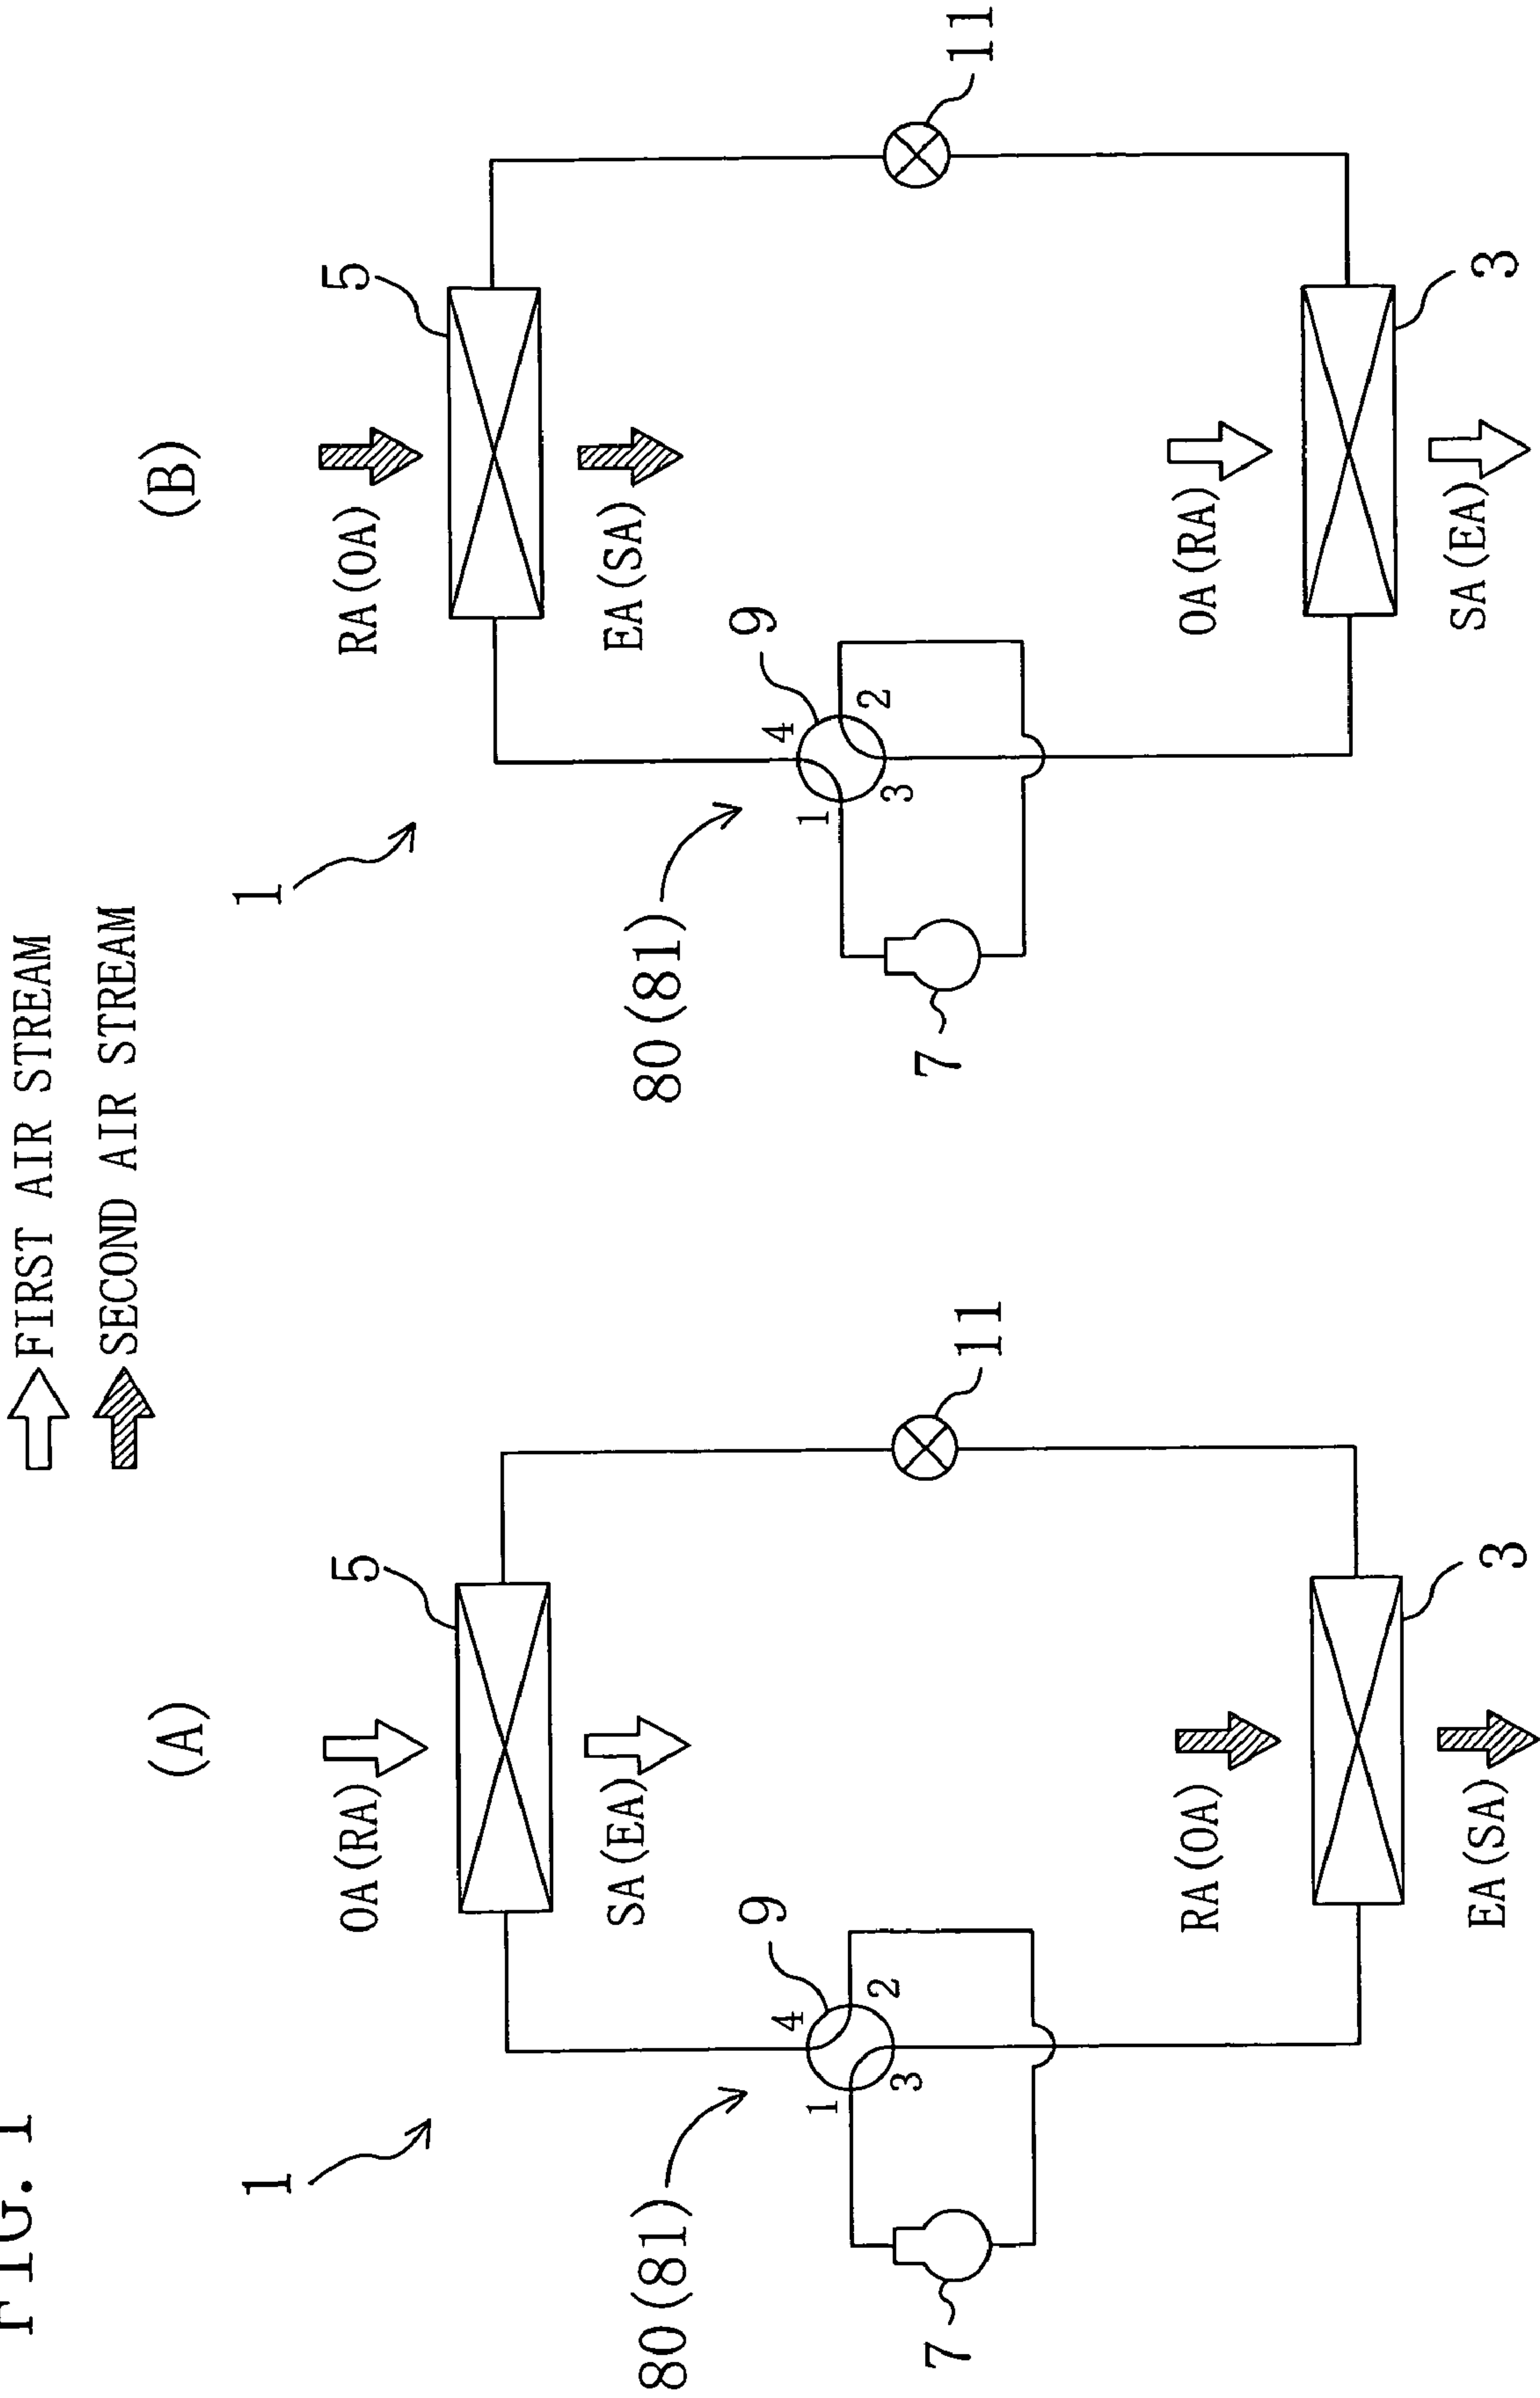 FIG. 1
FIRST AIR STREAM
SECOND AIR STREAM
(A)
1
OA(RA)
5
SA(EA)
80(81)
9
4
1
2
3
7
11
RA(OA)
EA(SA)
3
(B)
1
RA(OA)
5
EA(SA)
80(81)
9
4
1
2
3
7
11
OA(RA)
SA(EA)
3